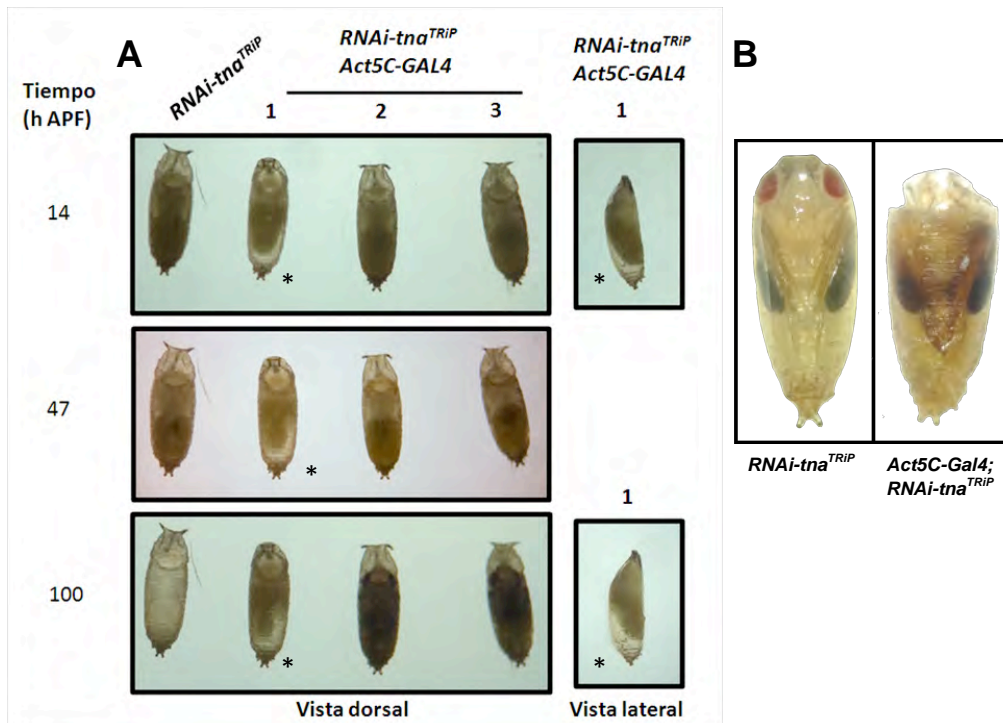 A
Tiempo
(h APF)
RNAi-tna^TRiP
RNAi-tna^TRiP
Act5C-GAL4
1 2 3
RNAi-tna^TRiP
Act5C-GAL4
1
14
*
*
47
*
1
100
*
*
Vista dorsal
Vista lateral
B
RNAi-tna^TRiP
Act5C-Gal4;
RNAi-tna^TRiP